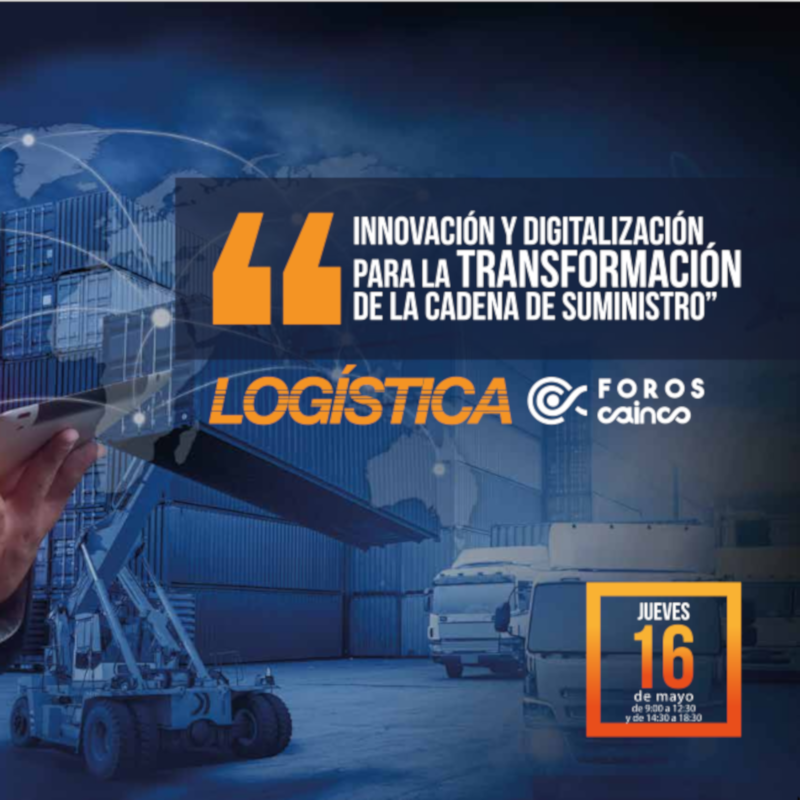 “INNOVACIÓN Y DIGITALIZACIÓN
PARA LA TRANSFORMACIÓN
DE LA CADENA DE SUMINISTRO”
LOGÍSTICA
FOROS
cainco
JUEVES
16
de mayo
de 9:00 a 12:30
y de 14:30 a 18:30